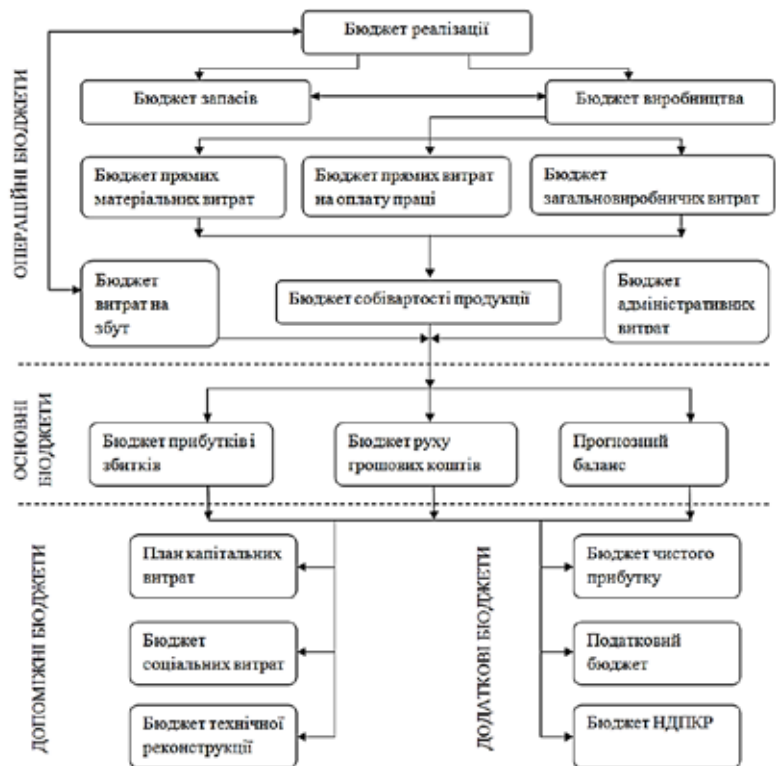 ОПЕРАЦІЙНІ БЮДЖЕТИ
Бюджет реалізації
Бюджет запасів
Бюджет виробництва
Бюджет прямих
матеріальних витрат
Бюджет прямих витрат
на оплату праці
Бюджет
загальновиробничих витрат
Бюджет
витрат на
збут
Бюджет собівартості продукції
Бюджет
адміністративних
витрат
ОСНОВНІ
БЮДЖЕТИ
Бюджет прибутків і
збитків
Бюджет руху
грошових коштів
Прогнозний
баланс
ДОПОМІЖНІ БЮДЖЕТИ
План капітальних
витрат
Бюджет
соціальних витрат
Бюджет технічної
реконструкції
ДОДАТКОВІ БЮДЖЕТИ
Бюджет чистого
прибутку
Податковий
бюджет
Бюджет НДПКР